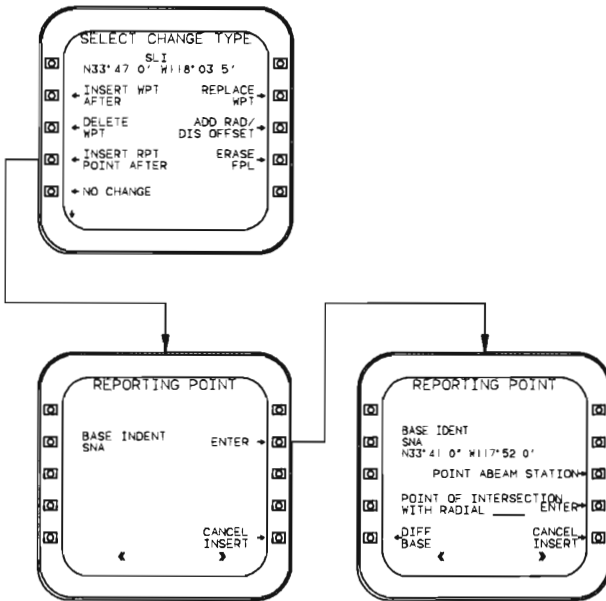 SELECT CHANGE TYPE
SLI
N33° 47 0' W118° 03 5'
INSERT WPT AFTER
REPLACE WPT
DELETE WPT
ADD RAD/ DIS OFFSET
INSERT RPT POINT AFTER
ERASE FPL
NO CHANGE
REPORTING POINT
BASE INDENT
SNA
ENTER
CANCEL INSERT
REPORTING POINT
BASE IDENT
SNA
N33° 41 0' W117° 52 0'
POINT ABEAM STATION
POINT OF INTERSECTION
WITH RADIAL ____ ENTER
DIFF BASE
CANCEL INSERT